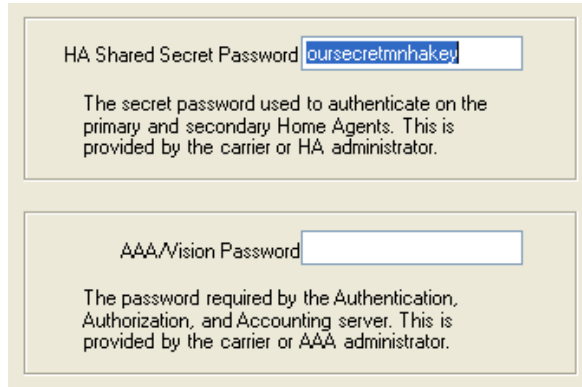 HA Shared Secret Password oursecretmnhakey
The secret password used to authenticate on the
primary and secondary Home Agents. This is
provided by the carrier or HA administrator.
AAA/Vision Password
The password required by the Authentication,
Authorization, and Accounting server. This is
provided by the carrier or AAA administrator.